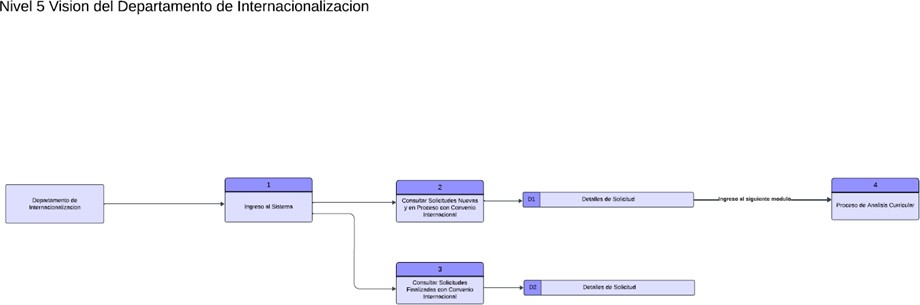 Nivel 5 Vision del Departamento de Internacionalizacion
Departamento de
Internacionalizacion
1
Ingreso al Sistema
2
Consultar Solicitudes Nuevas
y en Proceso con Convenio
Internacional
D1
Detalles de Solicitud
Ingreso al siguiente modulo
4
Proceso de Analisis Curricular
3
Consultar Solicitudes
Finalizadas con Convenio
Internacional
D2
Detalles de Solicitud